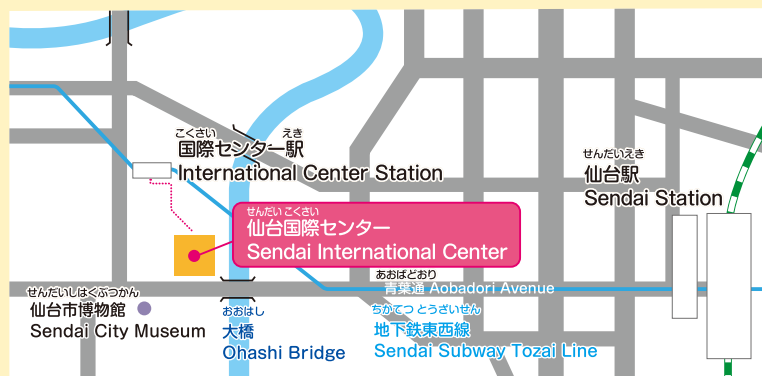 こくさい えき
国際センター駅
International Center Station
せんだいえき
仙台駅
Sendai Station
せんだい こくさい
仙台国際センター
Sendai International Center
あおばどおり
青葉通 Aobadori Avenue
せんだいしはくぶつかん
仙台市博物館
Sendai City Museum
おおはし
大橋
Ohashi Bridge
ちかてつ とうざいせん
地下鉄東西線
Sendai Subway Tozai Line